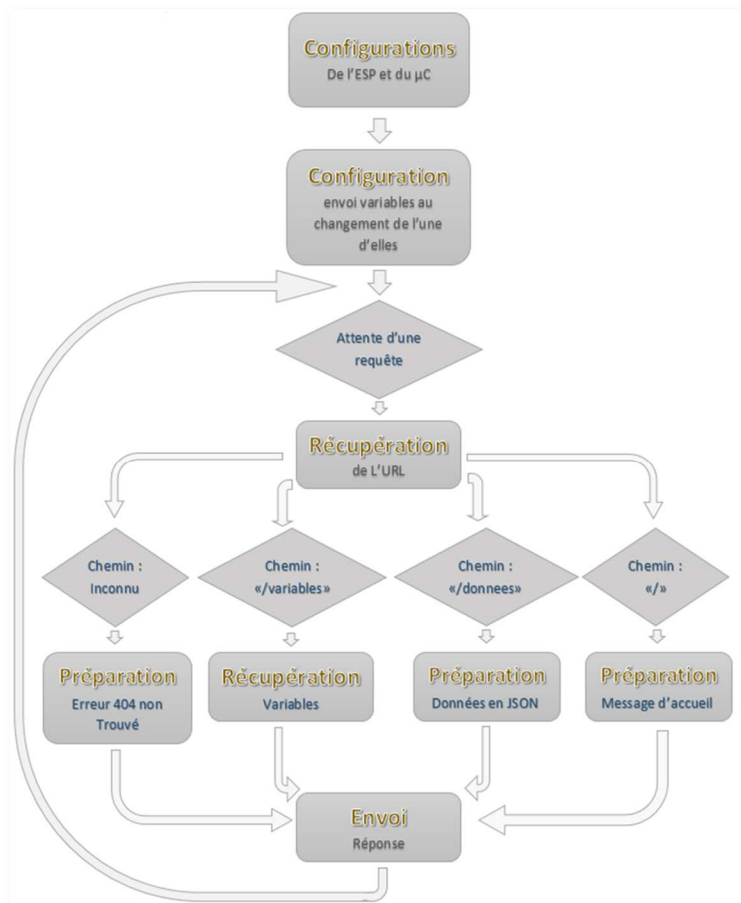 Configurations
De l'ESP et du µC
Configuration
envoi variables au
changement de l'une
d'elles
Attente d'une
requête
Récupération
de L'URL
Chemin :
Inconnu
Chemin :
«/variables»
Chemin :
«/donnees»
Chemin :
«/»
Préparation
Erreur 404 non
Trouvé
Récupération
Variables
Préparation
Données en JSON
Préparation
Message d'accueil
Envoi
Réponse